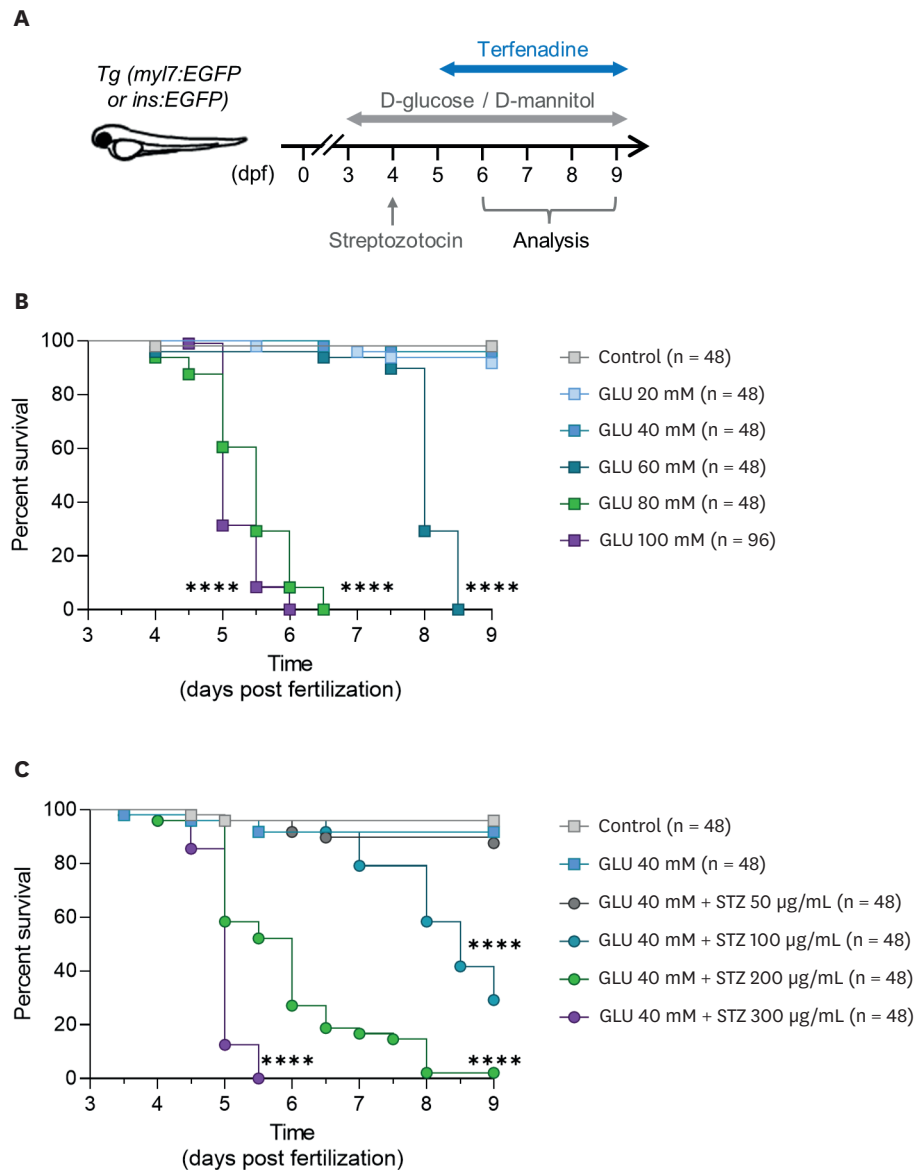 A
Terfenadine
Tg (myl7:EGFP
or ins:EGFP)
D-glucose / D-mannitol
(dpf)
0 3 4 5 6 7 8 9
Streptozotocin
Analysis
B
Percent survival
100
80
60
40
20
0
**** **** ****
3 4 5 6 7 8 9
Time
(days post fertilization)
Control (n = 48)
GLU 20 mM (n = 48)
GLU 40 mM (n = 48)
GLU 60 mM (n = 48)
GLU 80 mM (n = 48)
GLU 100 mM (n = 96)
C
Percent survival
100
80
60
40
20
0
****
**** ****
3 4 5 6 7 8 9
Time
(days post fertilization)
Control (n = 48)
GLU 40 mM (n = 48)
GLU 40 mM + STZ 50 µg/mL (n = 48)
GLU 40 mM + STZ 100 µg/mL (n = 48)
GLU 40 mM + STZ 200 µg/mL (n = 48)
GLU 40 mM + STZ 300 µg/mL (n = 48)